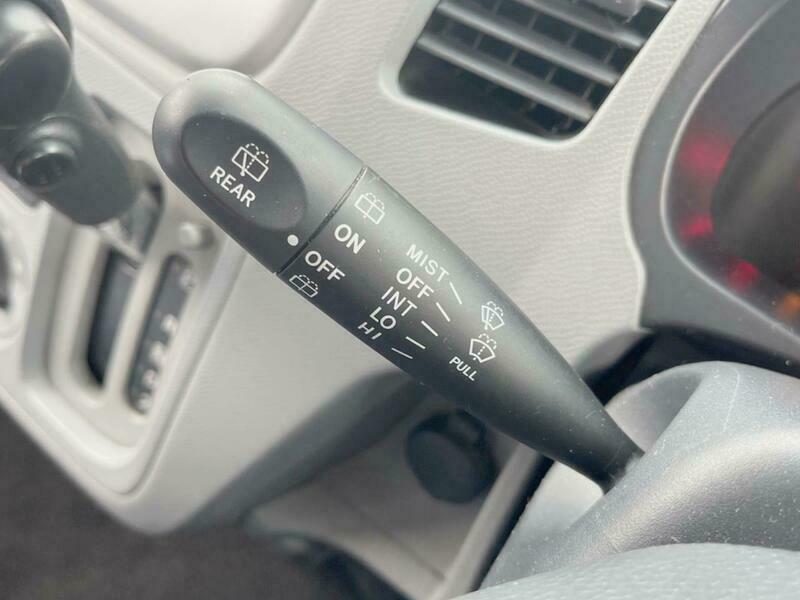 REAR
ON
OFF
MIST
OFF
INT
LO
HI
PULL